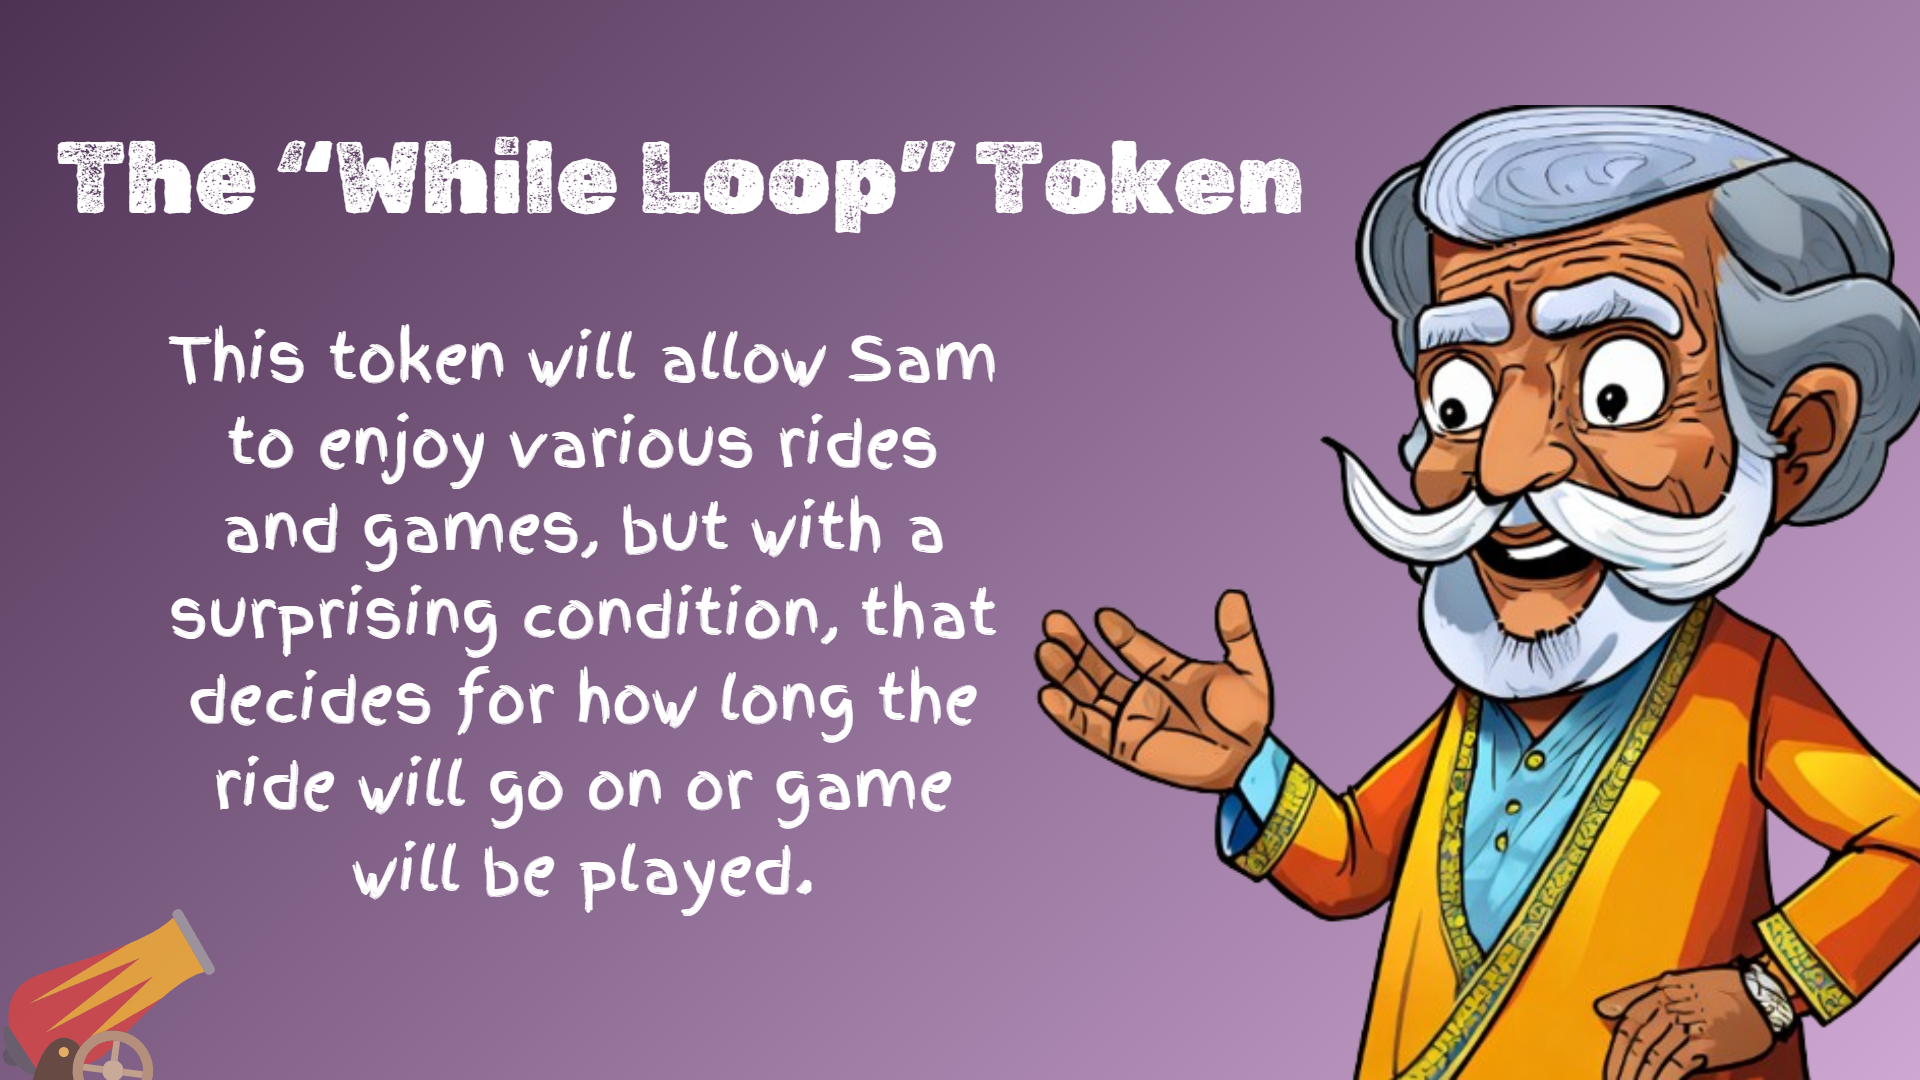 The “While Loop” Token
This token will allow Sam
to enjoy various rides
and games, but with a
surprising condition, that
decides for how long the
ride will go on or game
will be played.